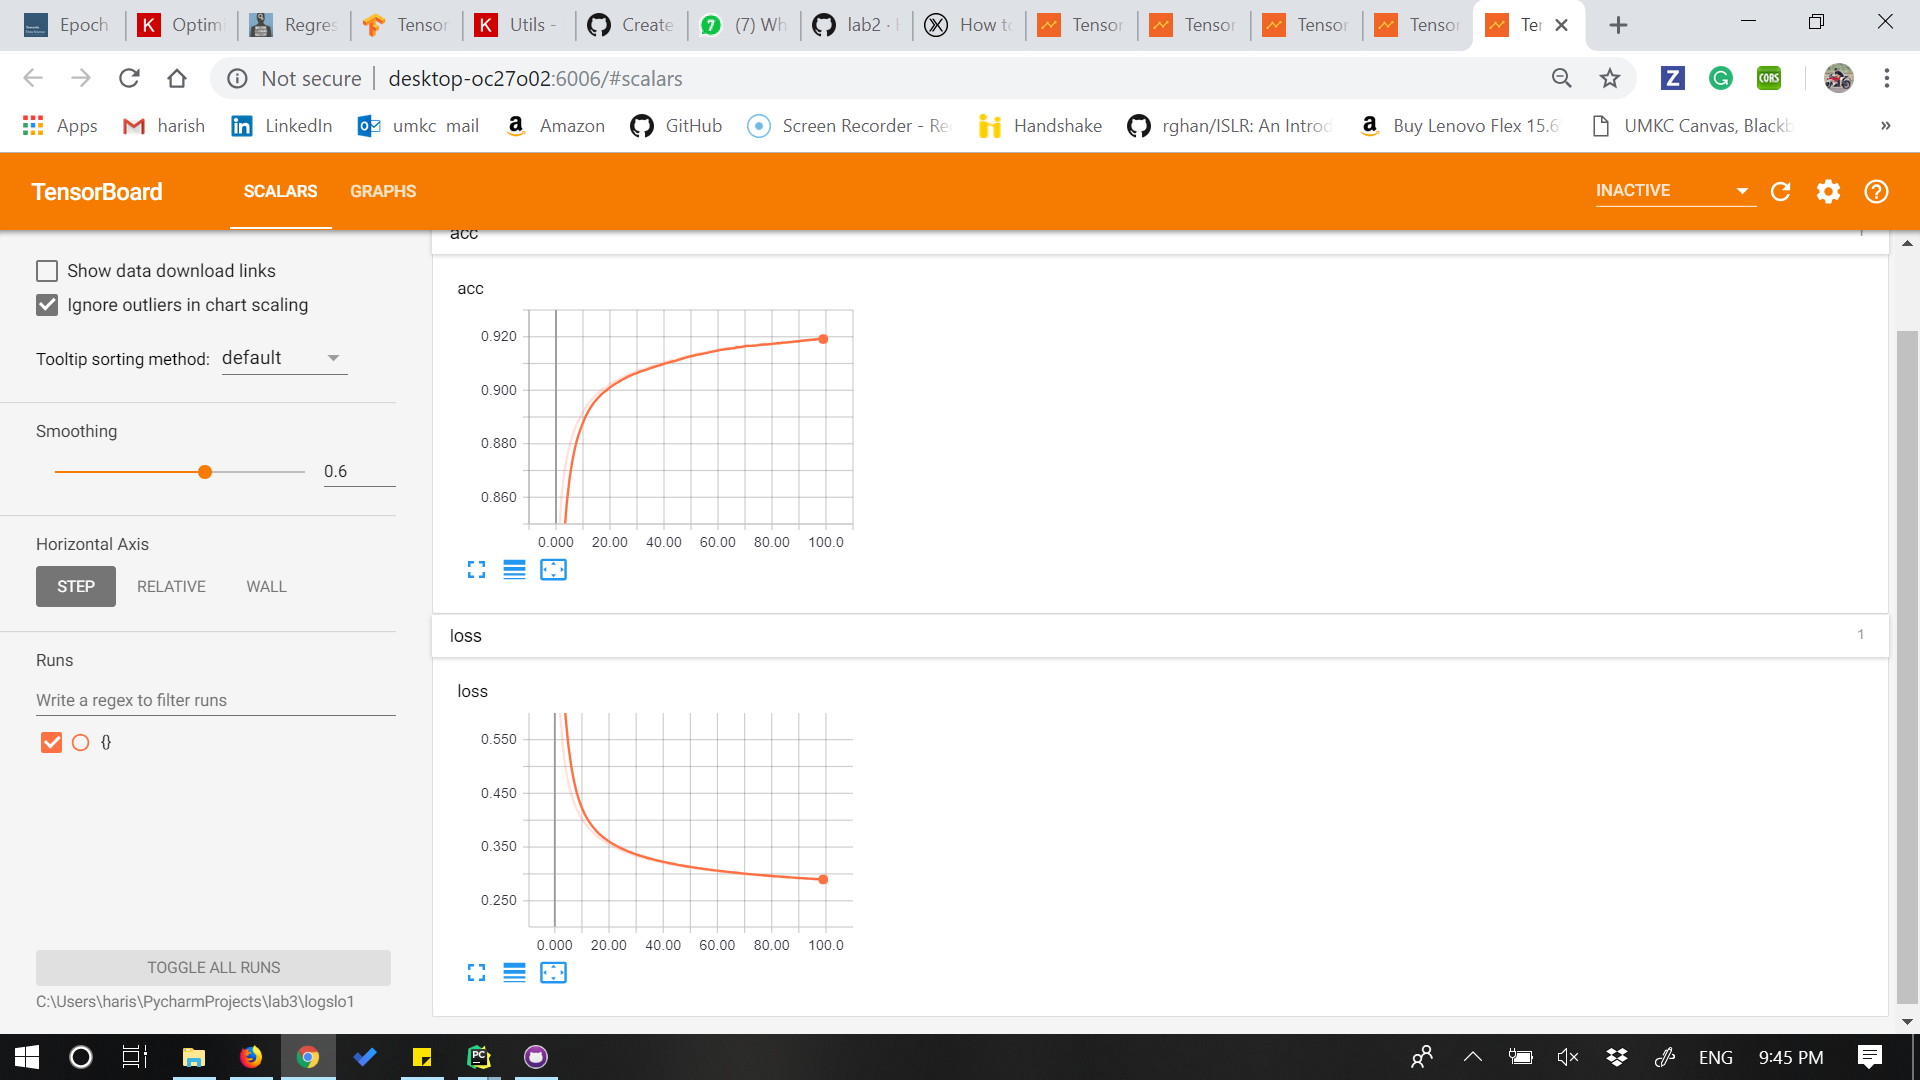 Epoch
Optimi
Regres
Tensor
Utils -
Create
(7) Wh
lab2 ·
How to
Tensor
Tensor
Tensor
Tensor
Ter
Not secure
desktop-oc27o02:6006/#scalars
Apps
harish
LinkedIn
umkc mail
Amazon
GitHub
Screen Recorder - Re
Handshake
rghan/ISLR: An Introd
Buy Lenovo Flex 15.6
UMKC Canvas, Blackb
»
TensorBoard
SCALARS
GRAPHS
INACTIVE
acc
Show data download links
Ignore outliers in chart scaling
Tooltip sorting method: default
Smoothing
0.6
Horizontal Axis
STEP
RELATIVE
WALL
Runs
Write a regex to filter runs
{}
TOGGLE ALL RUNS
C:\Users\haris\PycharmProjects\lab3\logslo1
acc
0.920
0.900
0.880
0.860
0.000 20.00 40.00 60.00 80.00 100.0
loss
1
loss
0.550
0.450
0.350
0.250
0.000 20.00 40.00 60.00 80.00 100.0
ENG
9:45 PM